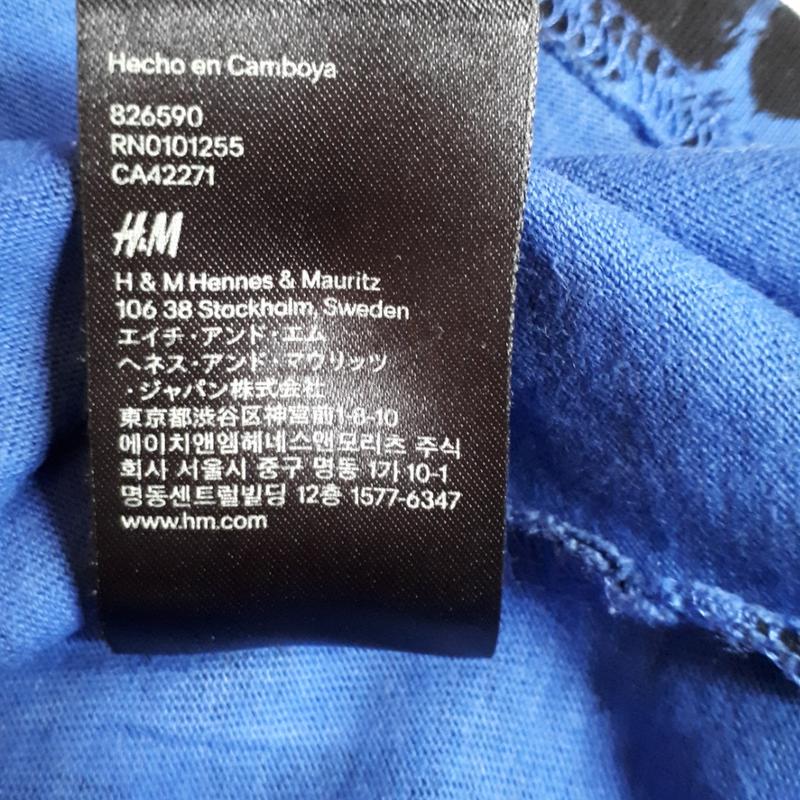 Hecho en Camboya
826590
RN0101255
CA42271
H&M
H & M Hennes & Mauritz
106 38 Stockholm, Sweden
エイチ・アンド・エム
ヘネス・アンド・マウリッツ
・ジャパン株式会社
東京都渋谷区神宮前1-8-10
에이치앤엠헤네스앤모리츠 주식
회사 서울시 중구 명동 1가 10-1
명동센트럴빌딩 12층 1577-6347
www.hm.com